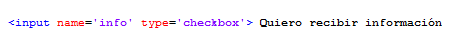 <input name='info' type='checkbox'> Quiero recibir información